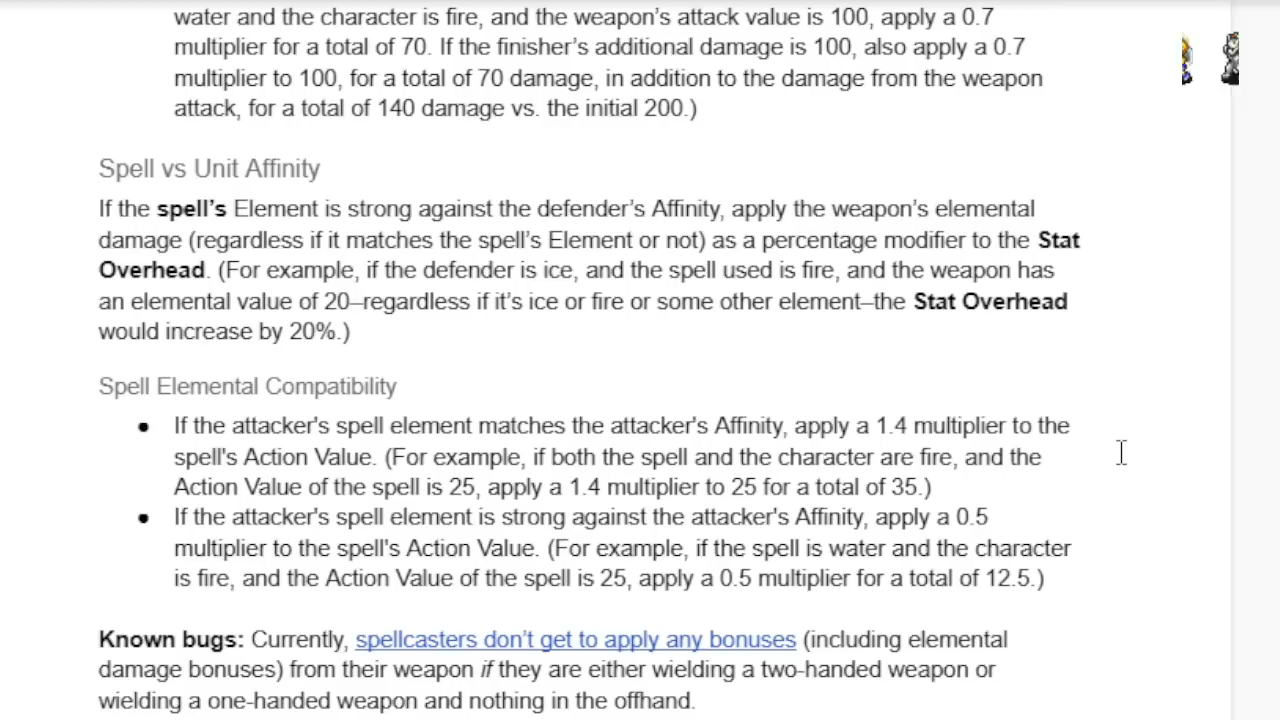 water and the character is fire, and the weapon's attack value is 100, apply a 0.7
multiplier for a total of 70. If the finisher's additional damage is 100, also apply a 0.7
multiplier to 100, for a total of 70 damage, in addition to the damage from the weapon
attack, for a total of 140 damage vs. the initial 200.)
Spell vs Unit Affinity
If the spell's Element is strong against the defender's Affinity, apply the weapon's elemental
damage (regardless if it matches the spell's Element or not) as a percentage modifier to the Stat
Overhead. (For example, if the defender is ice, and the spell used is fire, and the weapon has
an elemental value of 20–regardless if it's ice or fire or some other element–the Stat Overhead
would increase by 20%.)
Spell Elemental Compatibility
● If the attacker's spell element matches the attacker's Affinity, apply a 1.4 multiplier to the
spell's Action Value. (For example, if both the spell and the character are fire, and the
Action Value of the spell is 25, apply a 1.4 multiplier to 25 for a total of 35.)
● If the attacker's spell element is strong against the attacker's Affinity, apply a 0.5
multiplier to the spell's Action Value. (For example, if the spell is water and the character
is fire, and the Action Value of the spell is 25, apply a 0.5 multiplier for a total of 12.5.)
Known bugs: Currently, spellcasters don't get to apply any bonuses (including elemental
damage bonuses) from their weapon if they are either wielding a two-handed weapon or
wielding a one-handed weapon and nothing in the offhand.